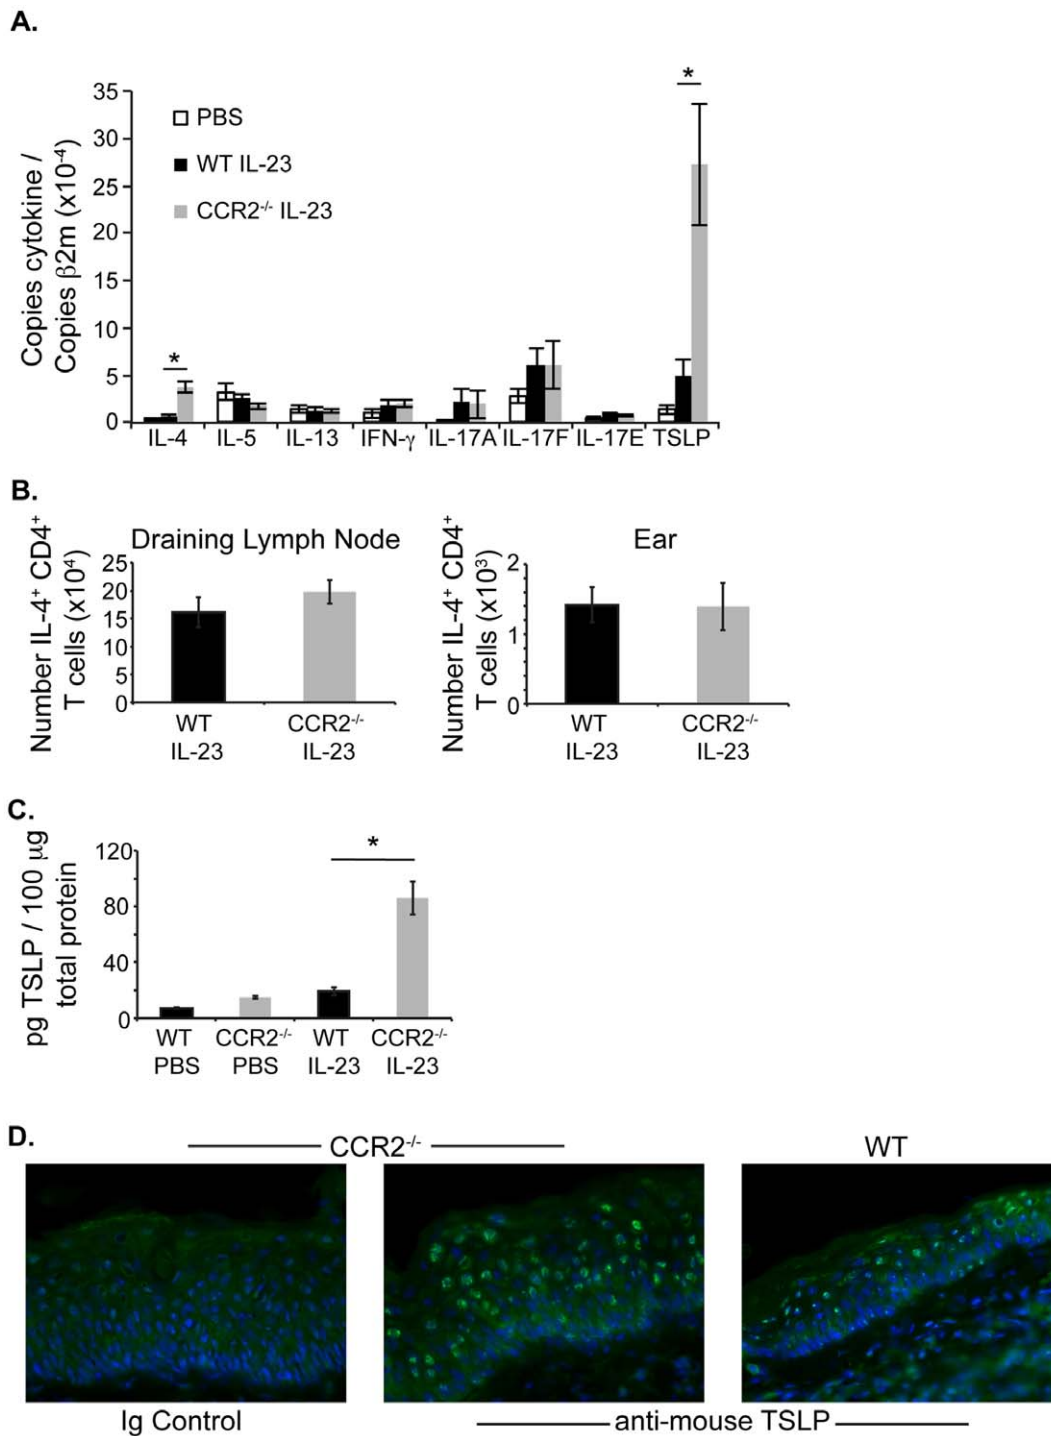 A.
Copies cytokine /
Copies β2m (x10⁻⁴)
35
30
25
20
15
10
5
0
PBS
WT IL-23
CCR2⁻/⁻ IL-23
*
*
IL-4 IL-5 IL-13 IFN-γ IL-17A IL-17F IL-17E TSLP
B.
Number IL-4⁺ CD4⁺
T cells (x10⁴)
Draining Lymph Node
25
20
15
10
5
0
WT
IL-23
CCR2⁻/⁻
IL-23
Number IL-4⁺ CD4⁺
T cells (x10³)
Ear
2
1
0
WT
IL-23
CCR2⁻/⁻
IL-23
C.
pg TSLP / 100 μg
total protein
120
80
40
0
*
WT
PBS
CCR2⁻/⁻
PBS
WT
IL-23
CCR2⁻/⁻
IL-23
D.
CCR2⁻/⁻
WT
Ig Control
anti-mouse TSLP